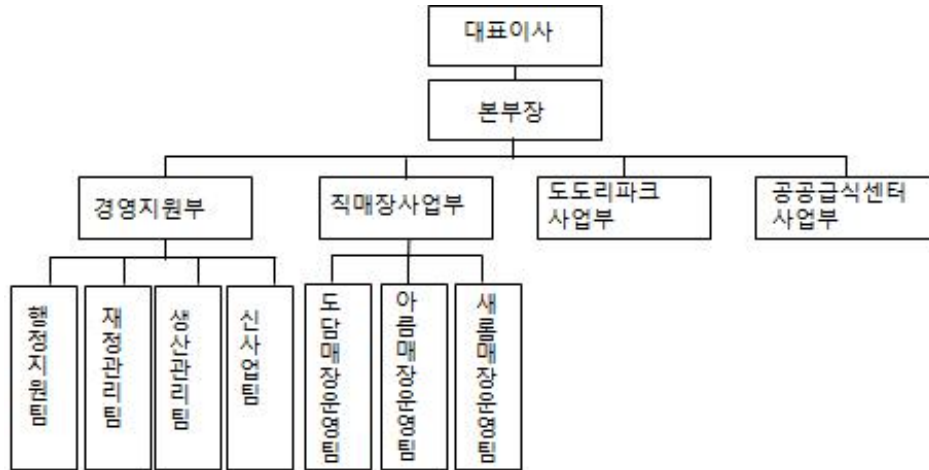 대표이사
본부장
경영지원부
직매장사업부
도도리파크
사업부
공공급식센터
사업부
행정지원팀
재정관리팀
생산관리팀
신사업팀
도담매장운영팀
아름매장운영팀
새롬매장운영팀